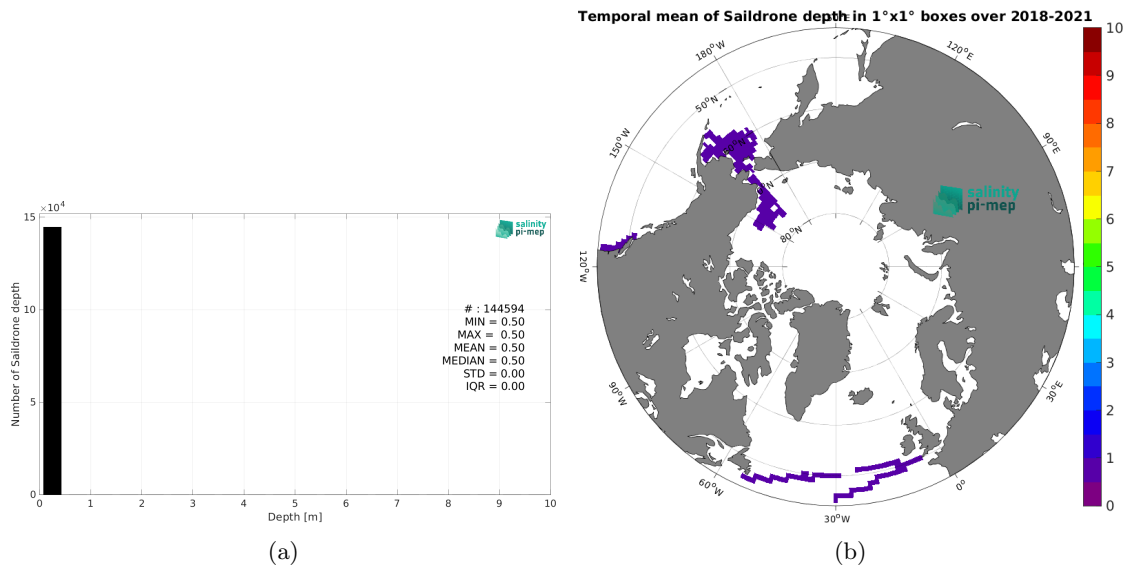 Temporal mean of Saildrone depth in 1°x1° boxes over 2018-2021
×10⁴
15
10
5
0
Number of Saildrone depth
salinity
pi-mep
# : 144594
MIN = 0.50
MAX = 0.50
MEAN = 0.50
MEDIAN = 0.50
STD = 0.00
IQR = 0.00
0 1 2 3 4 5 6 7 8 9 10
Depth [m]
(a)
180°W
120°E
150°W
50°N
90°E
80°N
120°W
salinity
pi-mep
90°W
30°E
60°W
0°
30°W
10
9
8
7
6
5
4
3
2
1
0
(b)